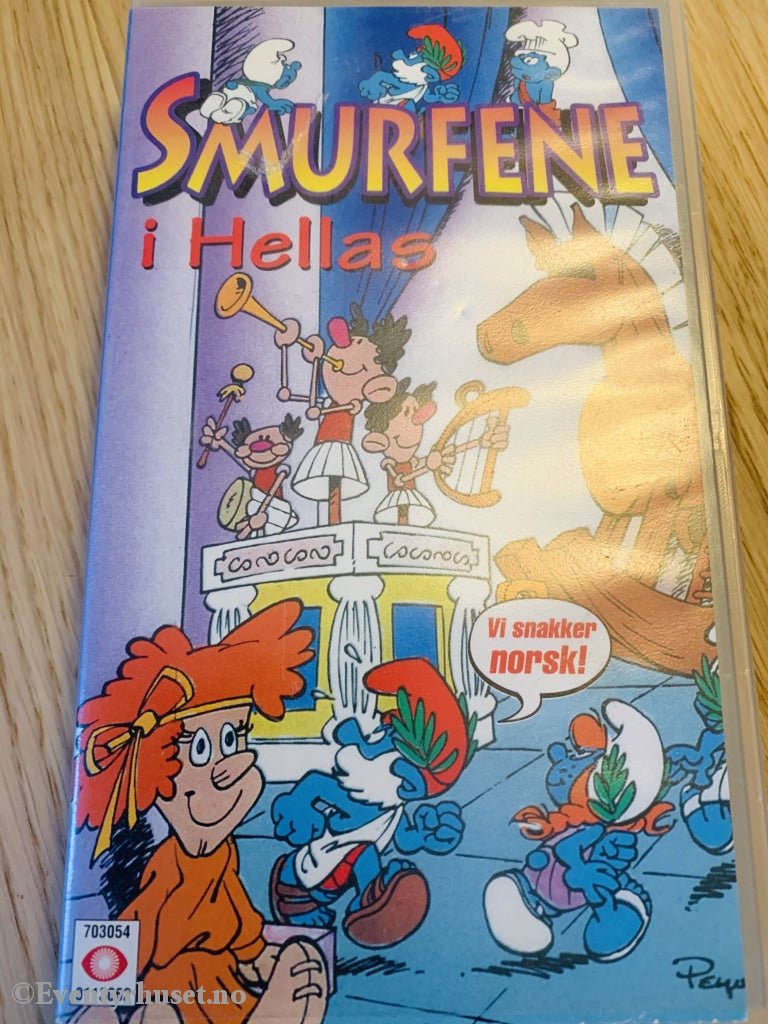 SMURFENE
i Hellas
Vi snakker
norsk!
703054
Peyo
©Eventyrhuset.no